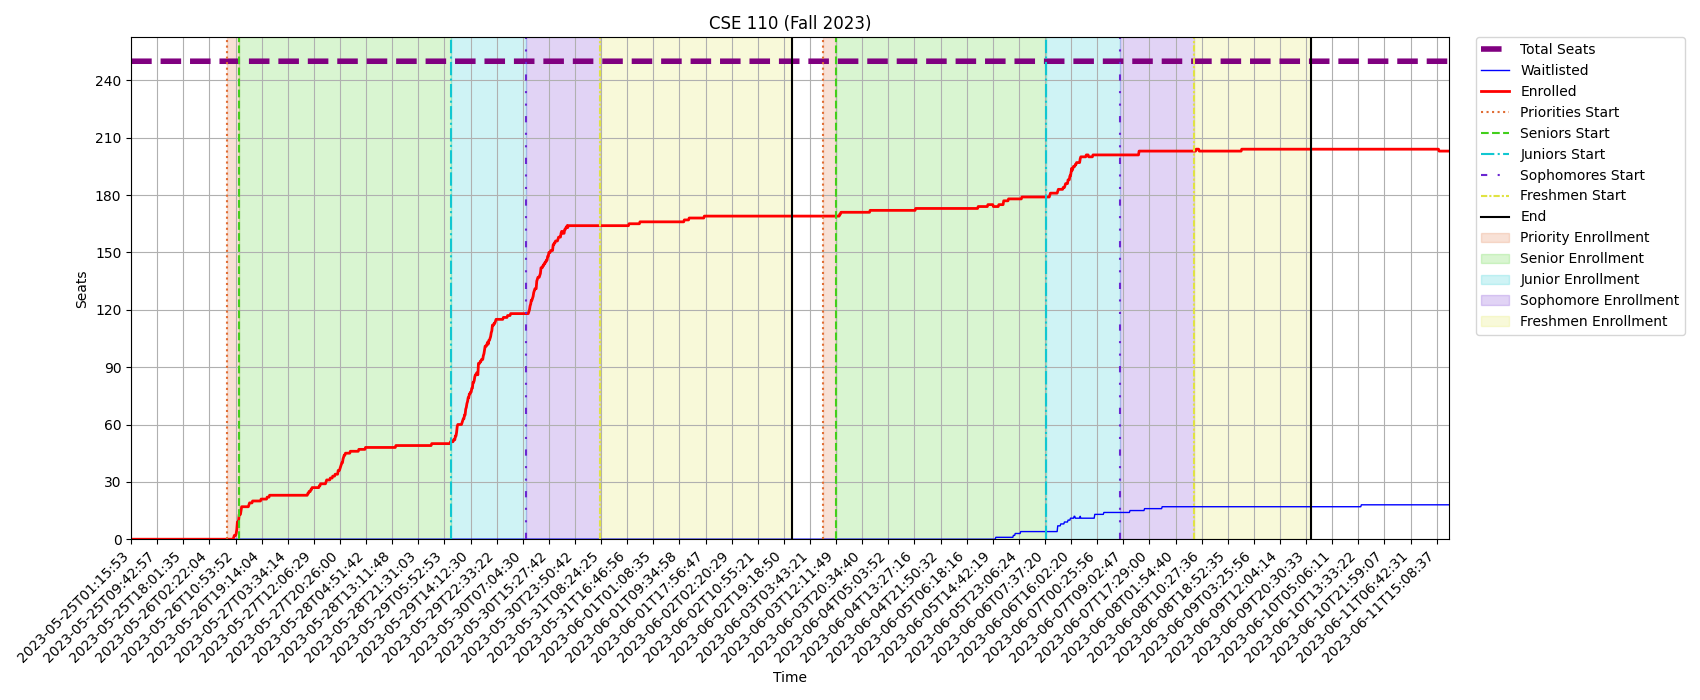 CSE 110 (Fall 2023)
Seats
240
210
180
150
120
90
60
30
0
2023-05-25T01:15:53
2023-05-25T09:42:57
2023-05-25T18:01:35
2023-05-26T02:22:04
2023-05-26T10:53:52
2023-05-26T19:14:04
2023-05-27T03:34:14
2023-05-27T12:06:29
2023-05-27T20:26:00
2023-05-28T04:51:42
2023-05-28T13:11:48
2023-05-28T21:31:03
2023-05-29T05:52:53
2023-05-29T14:12:30
2023-05-29T22:33:22
2023-05-30T07:04:30
2023-05-30T15:27:42
2023-05-30T23:50:42
2023-05-31T08:24:25
2023-05-31T16:46:56
2023-06-01T01:08:35
2023-06-01T09:34:58
2023-06-01T17:56:47
2023-06-02T02:20:29
2023-06-02T10:55:21
2023-06-02T19:18:50
2023-06-03T03:43:21
2023-06-03T12:11:49
2023-06-03T20:34:40
2023-06-04T05:03:52
2023-06-04T13:27:16
2023-06-04T21:50:32
2023-06-05T06:18:16
2023-06-05T14:42:19
2023-06-05T23:06:24
2023-06-06T07:37:20
2023-06-06T16:02:20
2023-06-07T00:25:56
2023-06-07T09:02:47
2023-06-07T17:29:00
2023-06-08T01:54:40
2023-06-08T10:27:36
2023-06-08T18:52:35
2023-06-09T03:25:56
2023-06-09T12:04:14
2023-06-09T20:30:33
2023-06-10T05:06:11
2023-06-10T13:33:22
2023-06-10T21:59:07
2023-06-11T06:42:31
2023-06-11T15:08:37
Time
Total Seats
Waitlisted
Enrolled
Priorities Start
Seniors Start
Juniors Start
Sophomores Start
Freshmen Start
End
Priority Enrollment
Senior Enrollment
Junior Enrollment
Sophomore Enrollment
Freshmen Enrollment